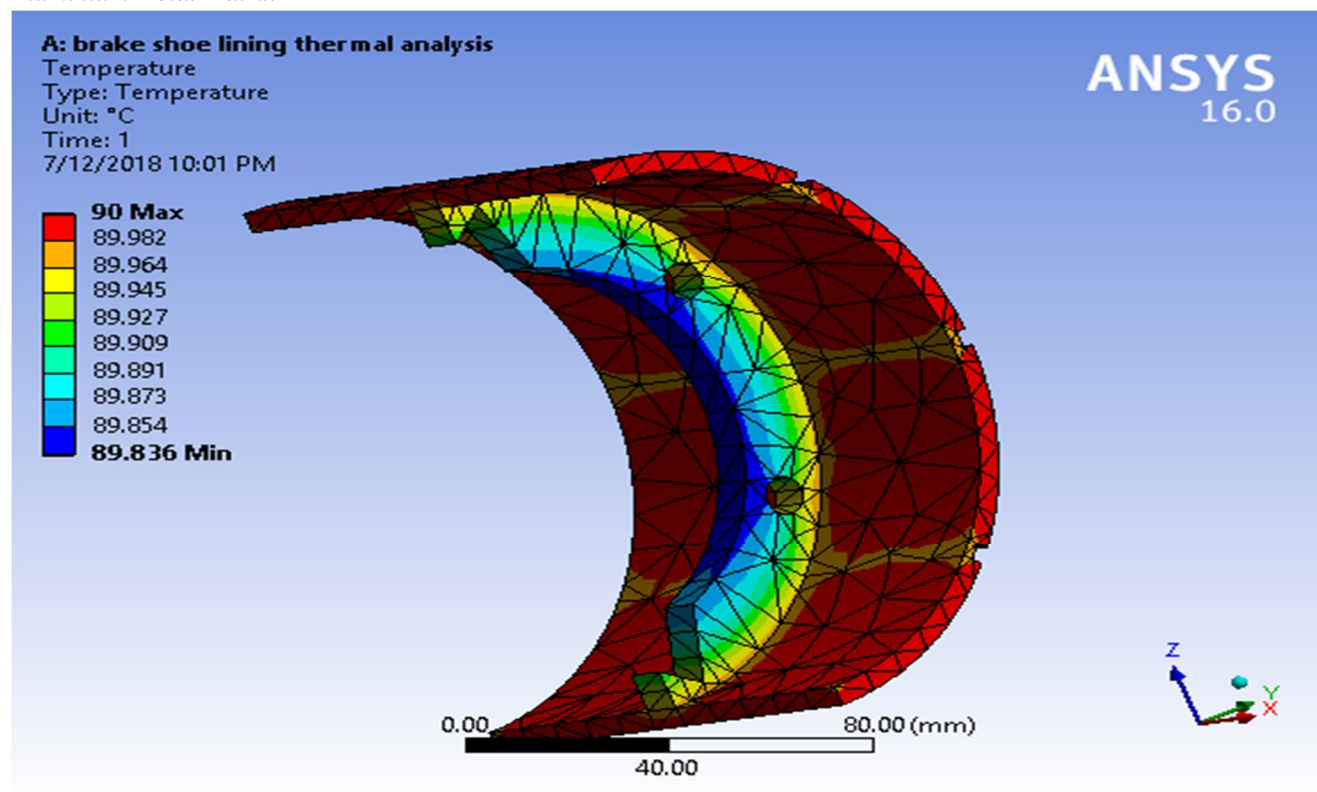 A: brake shoe lining thermal analysis
Temperature
Type: Temperature
Unit: °C
Time: 1
7/12/2018 10:01 PM
ANSYS
16.0
90 Max
89.982
89.964
89.945
89.927
89.909
89.891
89.873
89.854
89.836 Min
0.00
80.00 (mm)
40.00
Z
Y
X